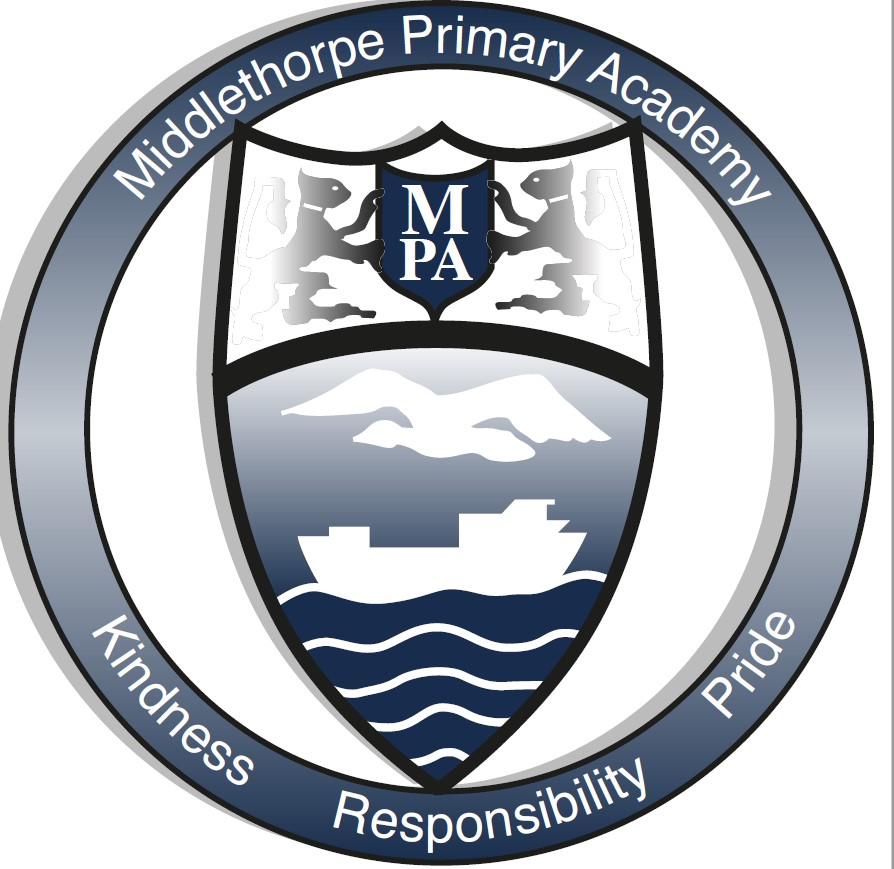 Middlethorpe Primary Academy
M
PA
Kindness
Responsibility
Pride